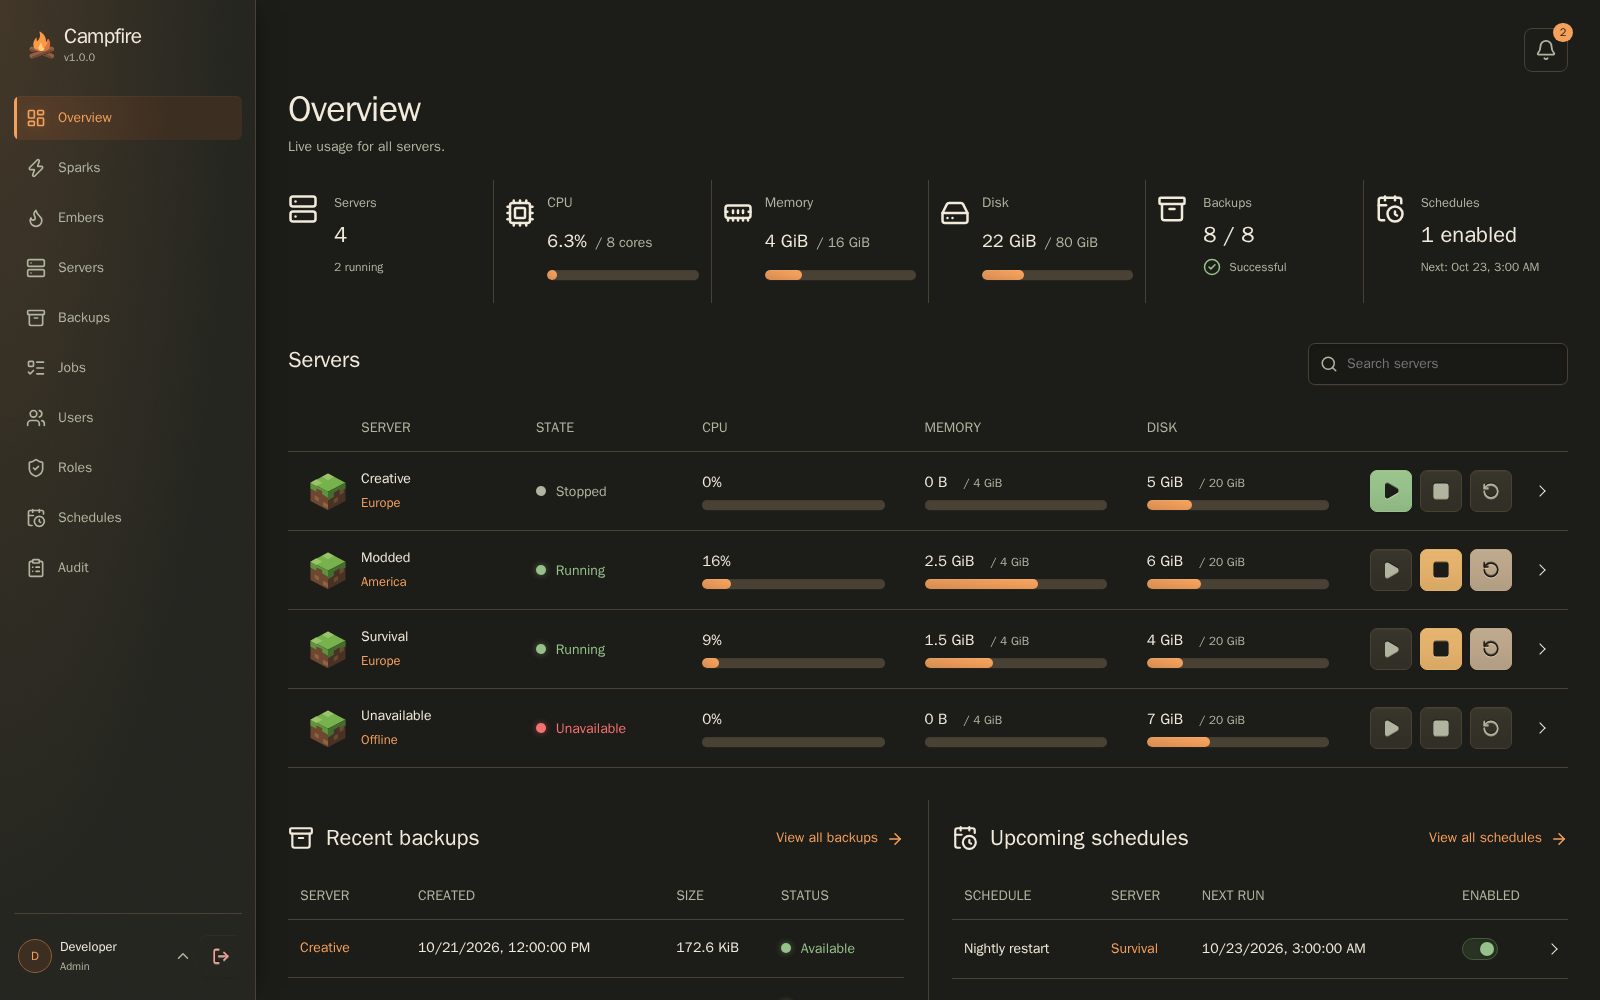 Campfire
v1.0.0
Overview
Sparks
Embers
Servers
Backups
Jobs
Users
Roles
Schedules
Audit
Developer
D
Admin
2
Overview
Live usage for all servers.
Servers
4
2 running
CPU
6.3% / 8 cores
Memory
4 GiB / 16 GiB
Disk
22 GiB / 80 GiB
Backups
8 / 8
Successful
Schedules
1 enabled
Next: Oct 23, 3:00 AM
Servers
Search servers
SERVER STATE CPU MEMORY DISK
Creative
Europe
Stopped
0%
0 B / 4 GiB
5 GiB / 20 GiB
Modded
America
Running
16%
2.5 GiB / 4 GiB
6 GiB / 20 GiB
Survival
Europe
Running
9%
1.5 GiB / 4 GiB
4 GiB / 20 GiB
Unavailable
Offline
Unavailable
0%
0 B / 4 GiB
7 GiB / 20 GiB
Recent backups
View all backups
SERVER CREATED SIZE STATUS
Creative 10/21/2026, 12:00:00 PM 172.6 KiB Available
Upcoming schedules
View all schedules
SCHEDULE SERVER NEXT RUN ENABLED
Nightly restart Survival 10/23/2026, 3:00:00 AM